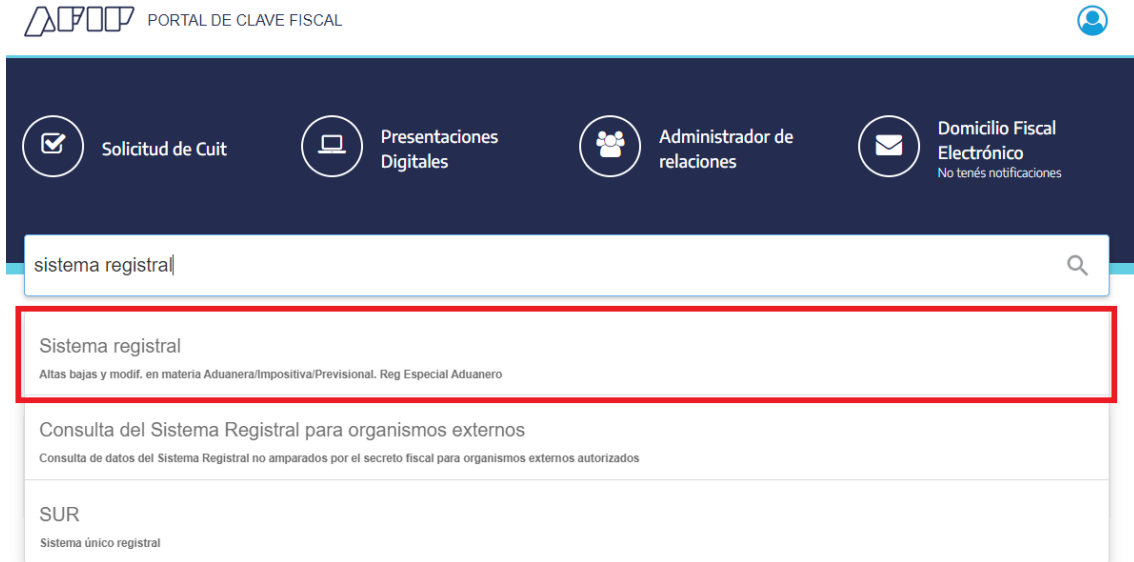 AFIP PORTAL DE CLAVE FISCAL
Solicitud de Cuit
Presentaciones
Digitales
Administrador de
relaciones
Domicilio Fiscal
Electrónico
No tenés notificaciones
sistema registral
Sistema registral
Altas bajas y modif. en materia Aduanera/Impositiva/Previsional. Reg Especial Aduanero
Consulta del Sistema Registral para organismos externos
Consulta de datos del Sistema Registral no amparados por el secreto fiscal para organismos externos autorizados
SUR
Sistema único registral